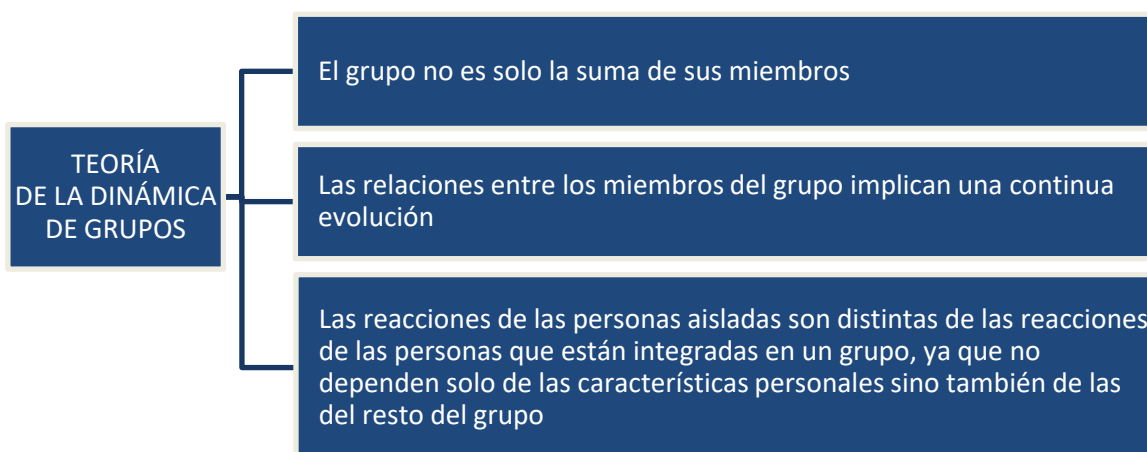 TEORÍA
DE LA DINÁMICA
DE GRUPOS
El grupo no es solo la suma de sus miembros
Las relaciones entre los miembros del grupo implican una continua
evolución
Las reacciones de las personas aisladas son distintas de las reacciones
de las personas que están integradas en un grupo, ya que no
dependen solo de las características personales sino también de las
del resto del grupo